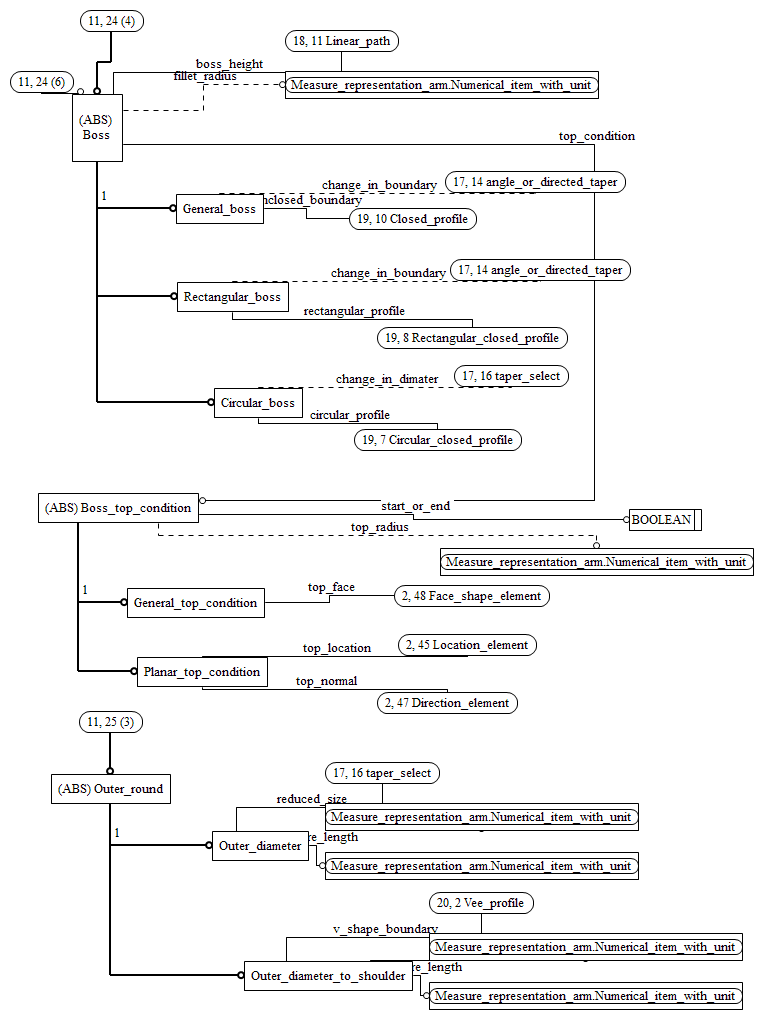 11, 24 (4)
18, 11 Linear_path
boss_height
fillet_radius
11, 24 (6)
Measure_representation_arm.Numerical_item_with_unit
(ABS)
Boss
top_condition
1
change_in_boundary
17, 14 angle_or_directed_taper
nclosed_boundary
General_boss
19, 10 Closed_profile
change_in_boundary
17, 14 angle_or_directed_taper
Rectangular_boss
rectangular_profile
19, 8 Rectangular_closed_profile
change_in_dimater
17, 16 taper_select
Circular_boss
circular_profile
19, 7 Circular_closed_profile
(ABS) Boss_top_condition
start_or_end
BOOLEAN
top_radius
Measure_representation_arm.Numerical_item_with_unit
1
top_face
General_top_condition
2, 48 Face_shape_element
top_location
2, 45 Location_element
Planar_top_condition
top_normal
2, 47 Direction_element
11, 25 (3)
(ABS) Outer_round
17, 16 taper_select
reduced_size
Measure_representation_arm.Numerical_item_with_unit
1
re_length
Outer_diameter
Measure_representation_arm.Numerical_item_with_unit
20, 2 Vee_profile
v_shape_boundary
Measure_representation_arm.Numerical_item_with_unit
re_length
Outer_diameter_to_shoulder
Measure_representation_arm.Numerical_item_with_unit